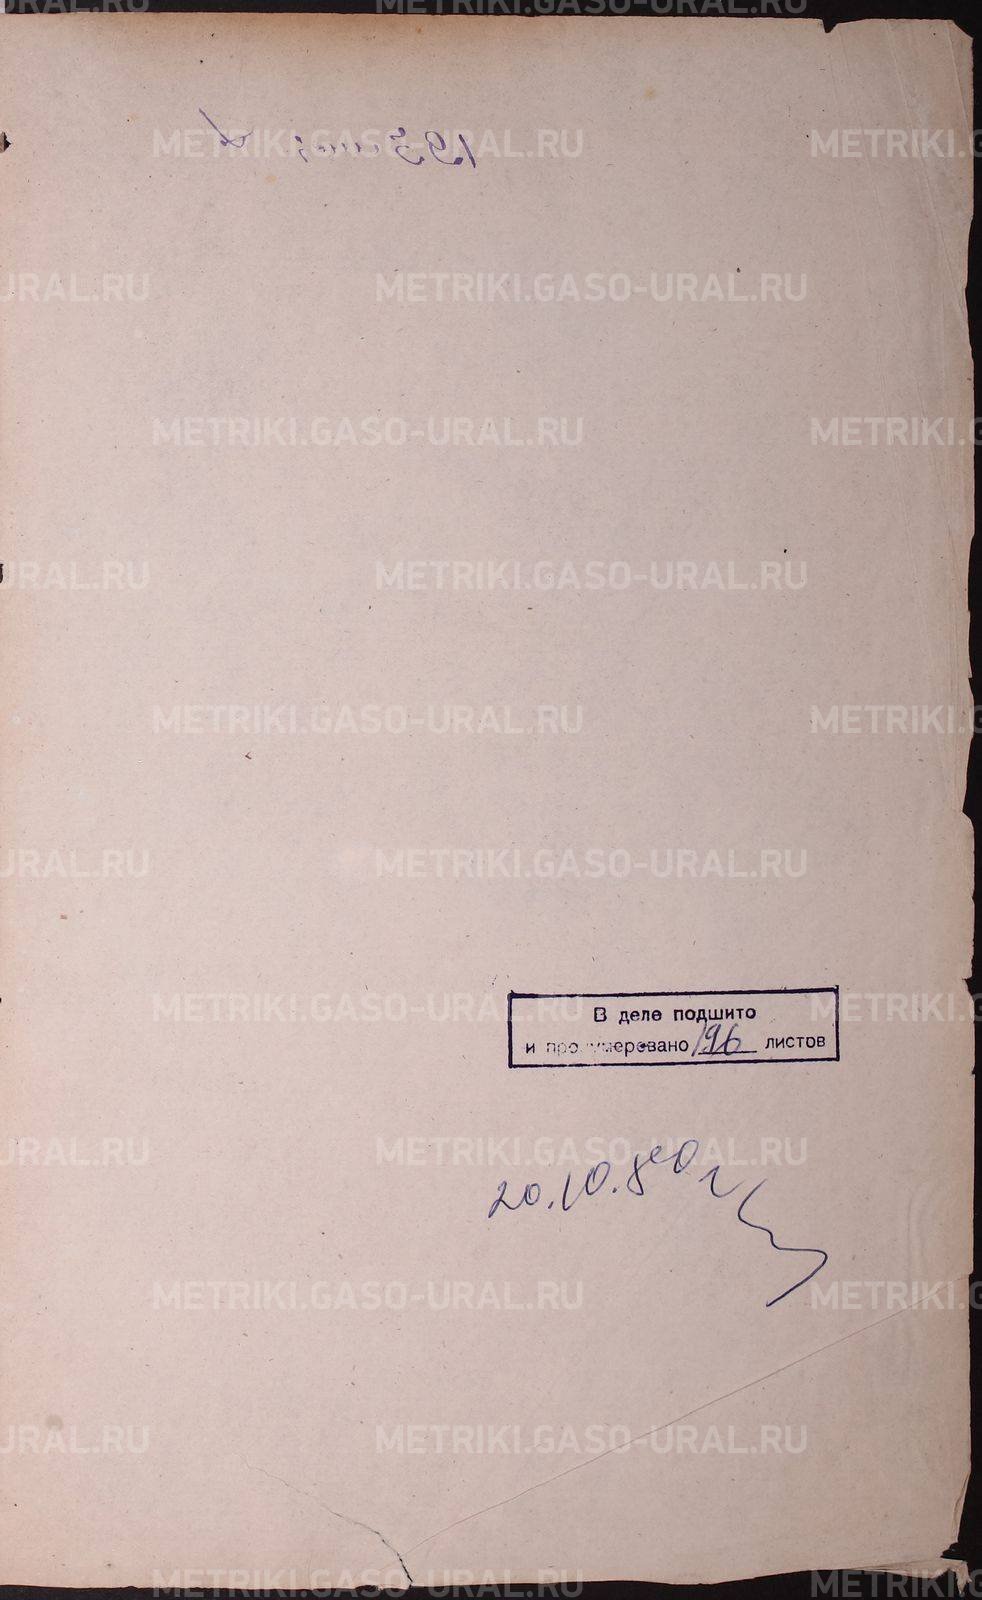 В деле подшито
и пронумеровано 196 листов
20.10.80 г
METRIKI.GASO-URAL.RU